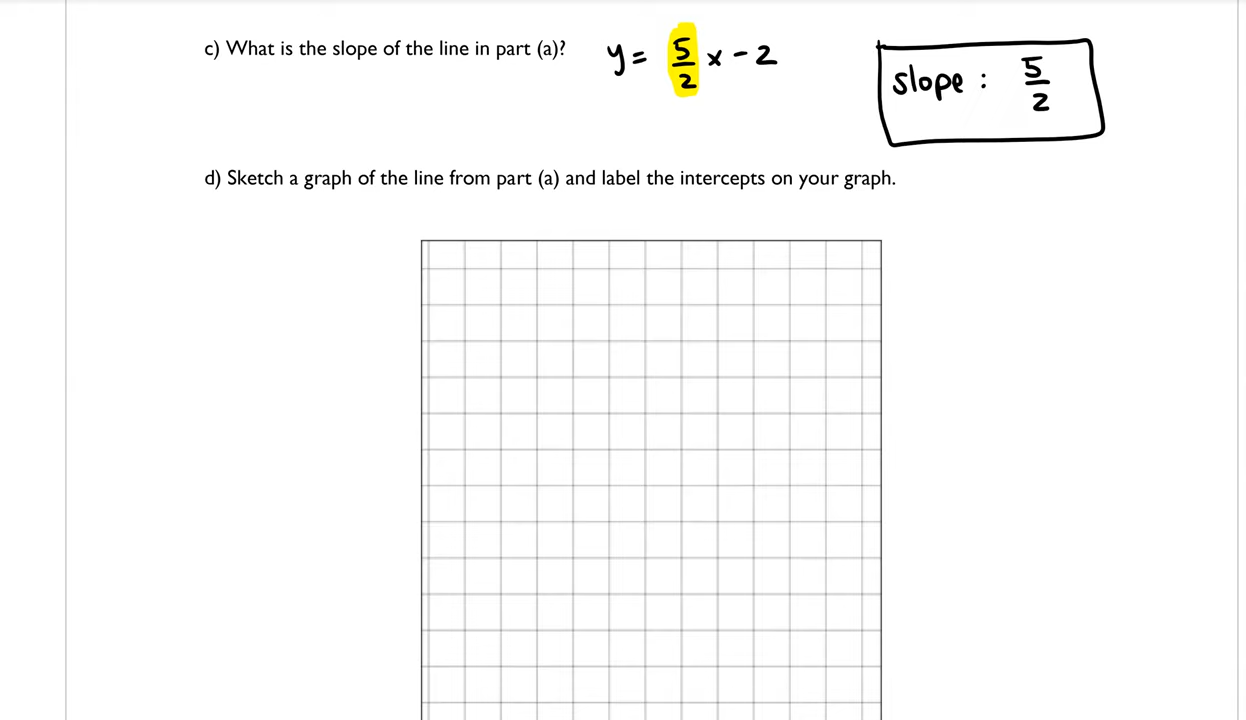 c) What is the slope of the line in part (a)? y = 5/2 x - 2
slope : 5/2
d) Sketch a graph of the line from part (a) and label the intercepts on your graph.